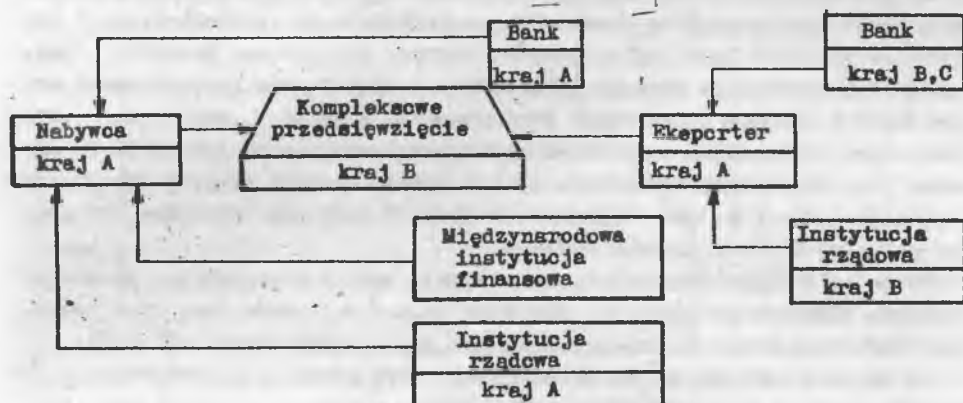 Bank
kraj A
Bank
kraj B,C
Kompleksowe
przedsięwzięcie
kraj B
Nabywca
kraj A
Eksporter
kraj A
Międzynarodowa
instytucja
finansowa
Instytucja
rządowa
kraj B
Instytucja
rządowa
kraj A